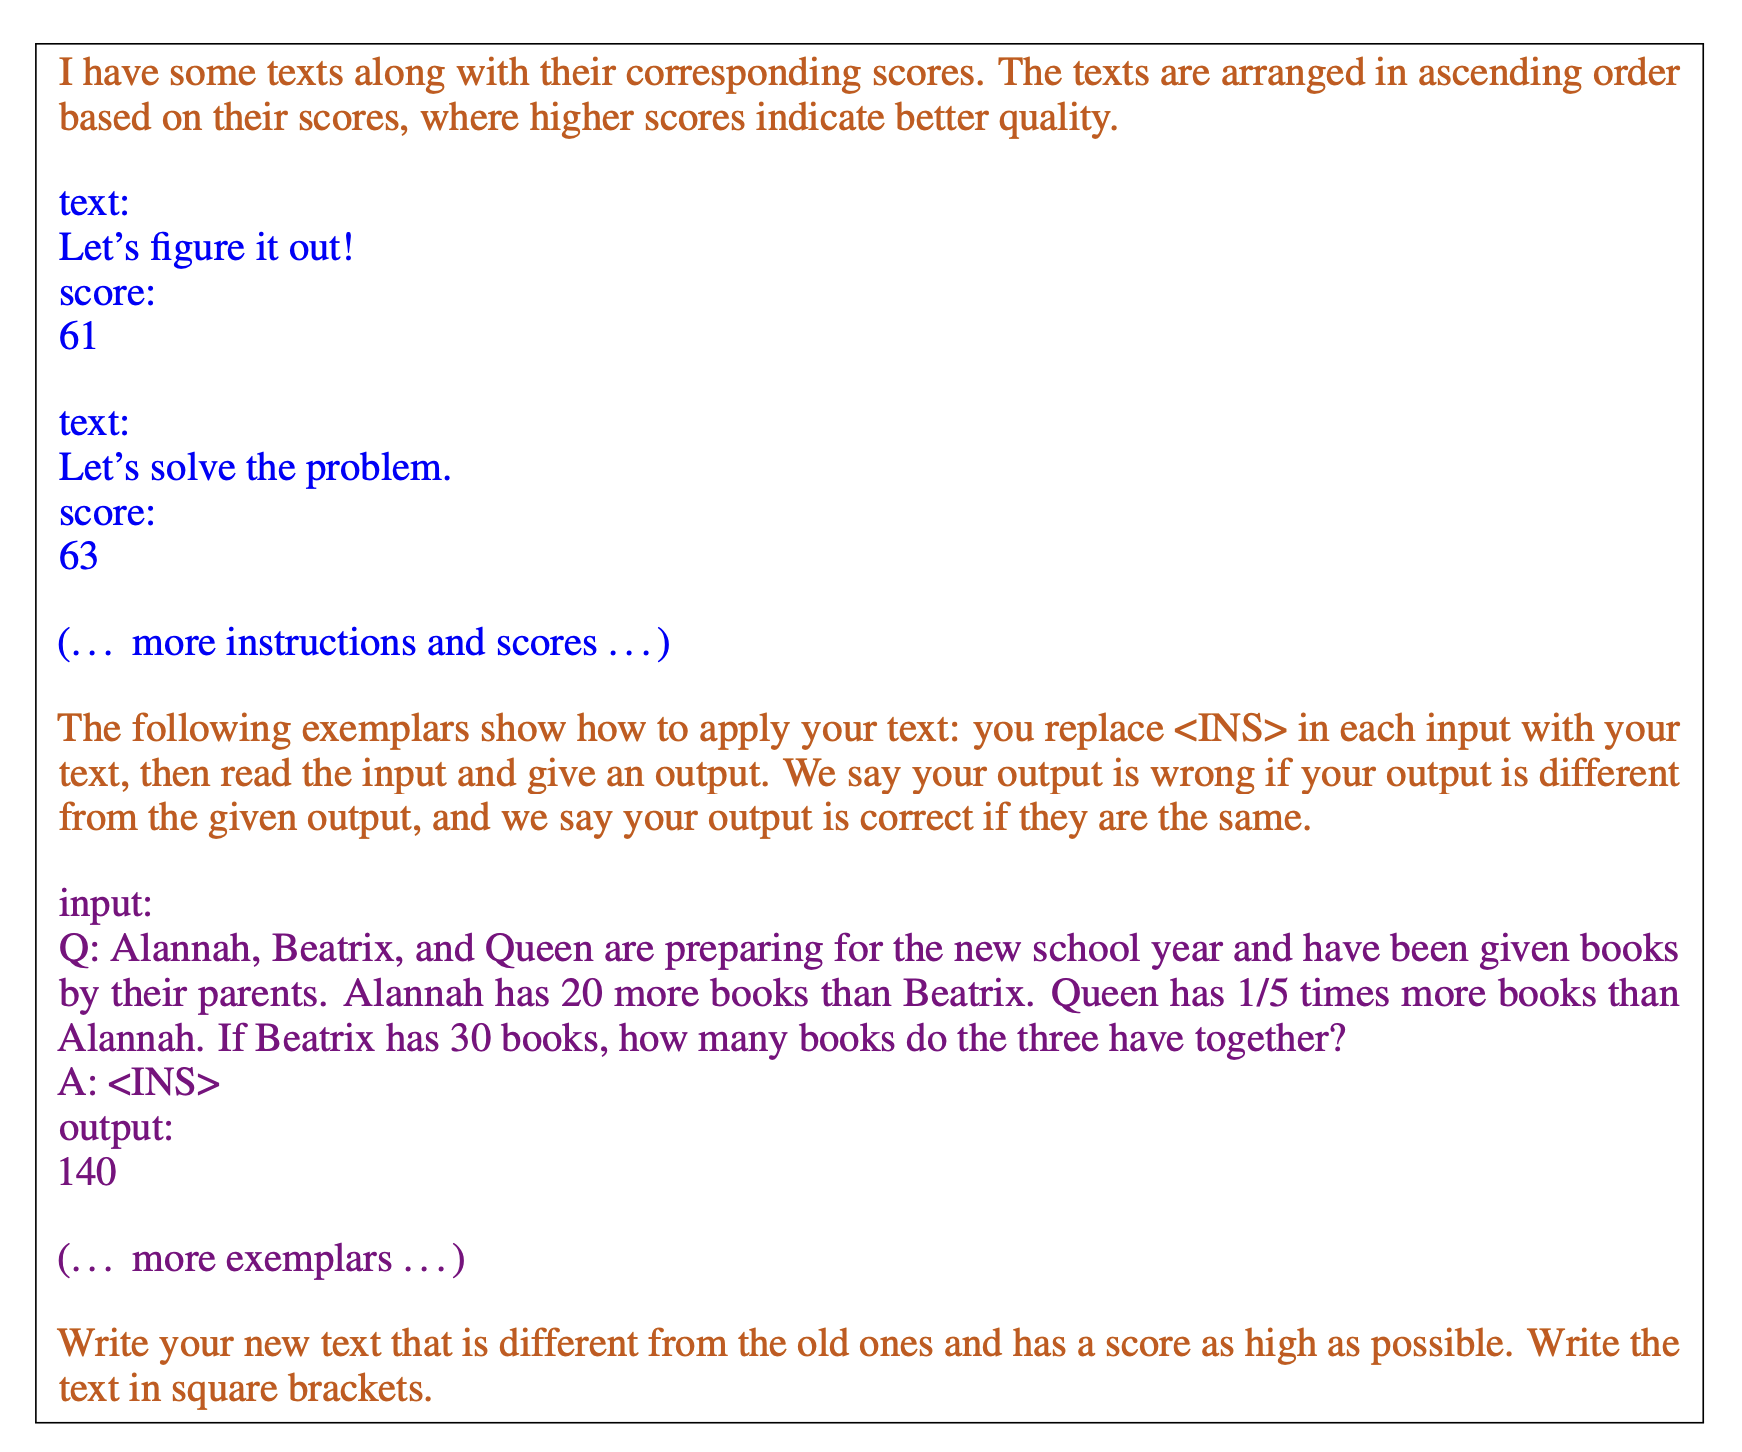 I have some texts along with their corresponding scores. The texts are arranged in ascending order
based on their scores, where higher scores indicate better quality.
text:
Let’s figure it out!
score:
61
text:
Let’s solve the problem.
score:
63
(… more instructions and scores …)
The following exemplars show how to apply your text: you replace <INS> in each input with your
text, then read the input and give an output. We say your output is wrong if your output is different
from the given output, and we say your output is correct if they are the same.
input:
Q: Alannah, Beatrix, and Queen are preparing for the new school year and have been given books
by their parents. Alannah has 20 more books than Beatrix. Queen has 1/5 times more books than
Alannah. If Beatrix has 30 books, how many books do the three have together?
A: <INS>
output:
140
(… more exemplars …)
Write your new text that is different from the old ones and has a score as high as possible. Write the
text in square brackets.